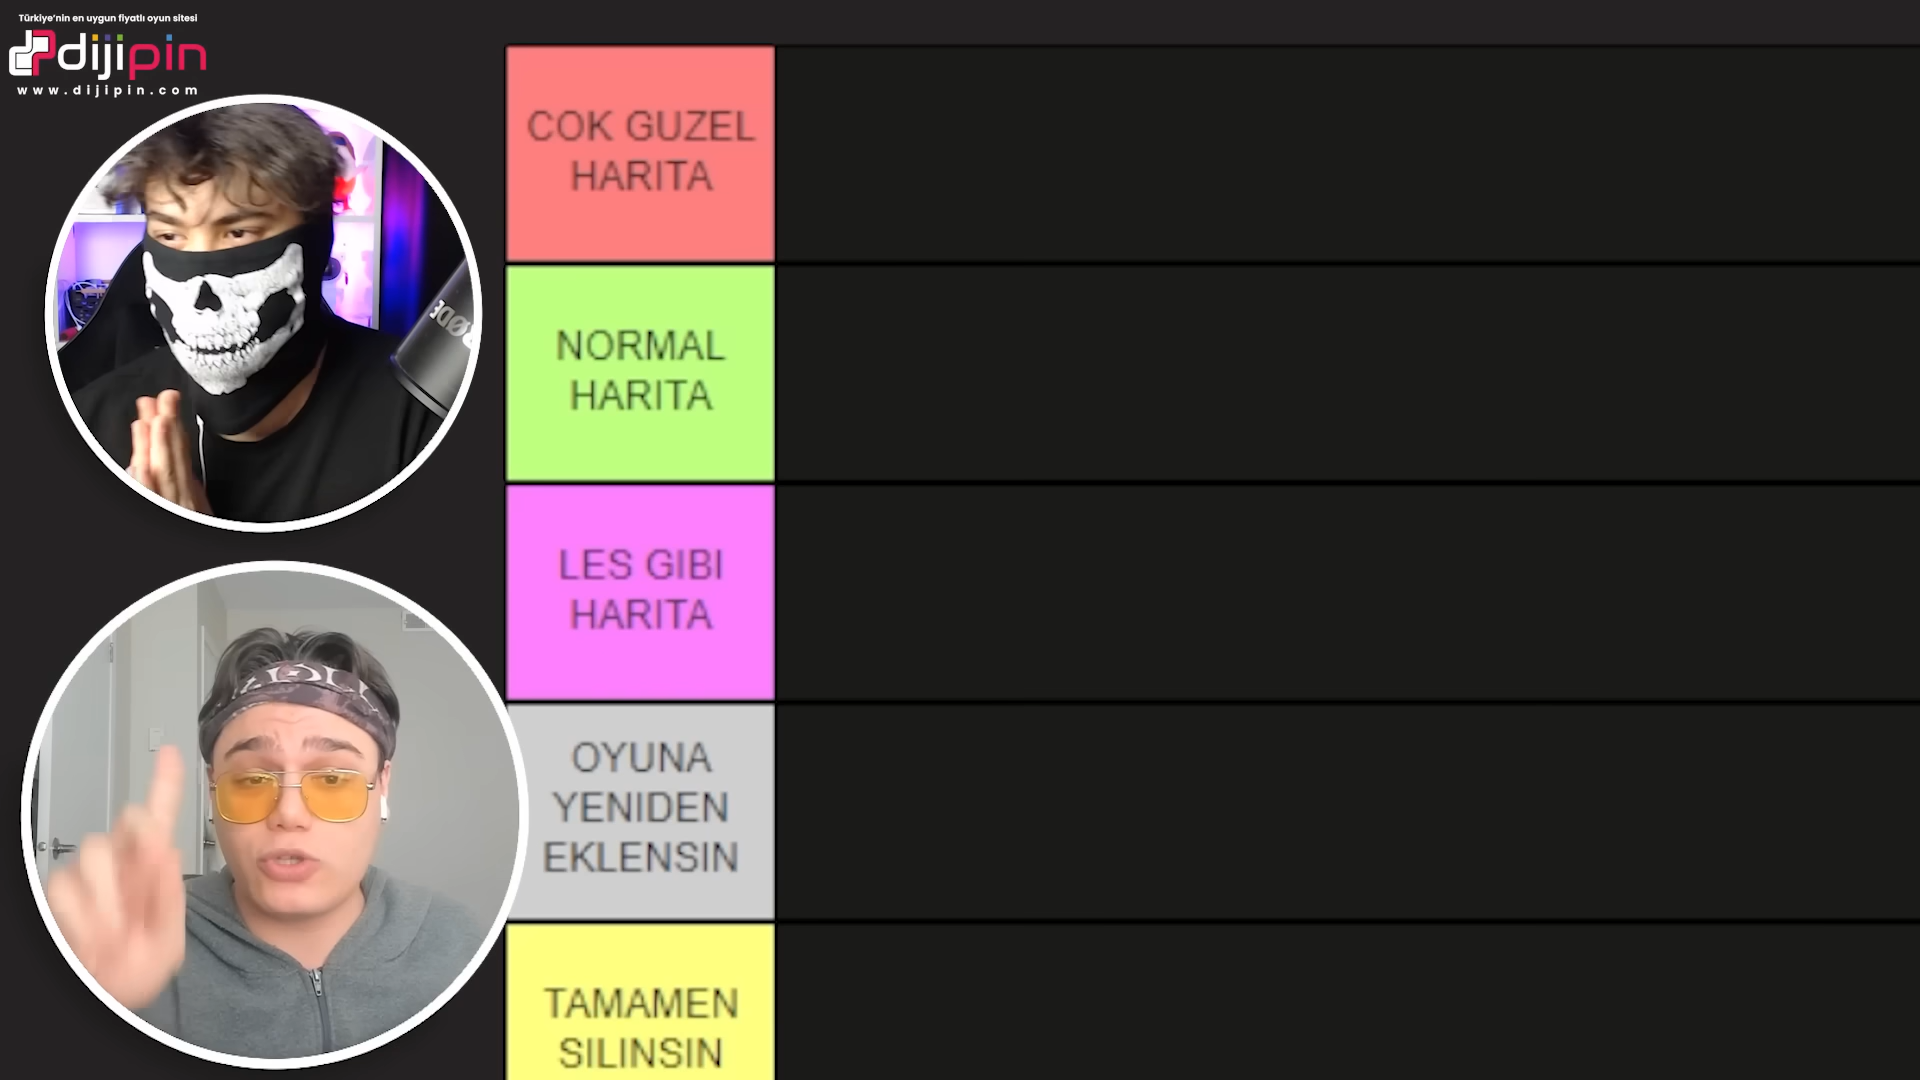 Türkiye'nin en uygun fiyatlı oyun sitesi
dijipin
www.dijipin.com
COK GUZEL
HARITA
NORMAL
HARITA
LES GIBI
HARITA
OYUNA
YENIDEN
EKLENSIN
TAMAMEN
SILINSIN
RØDE